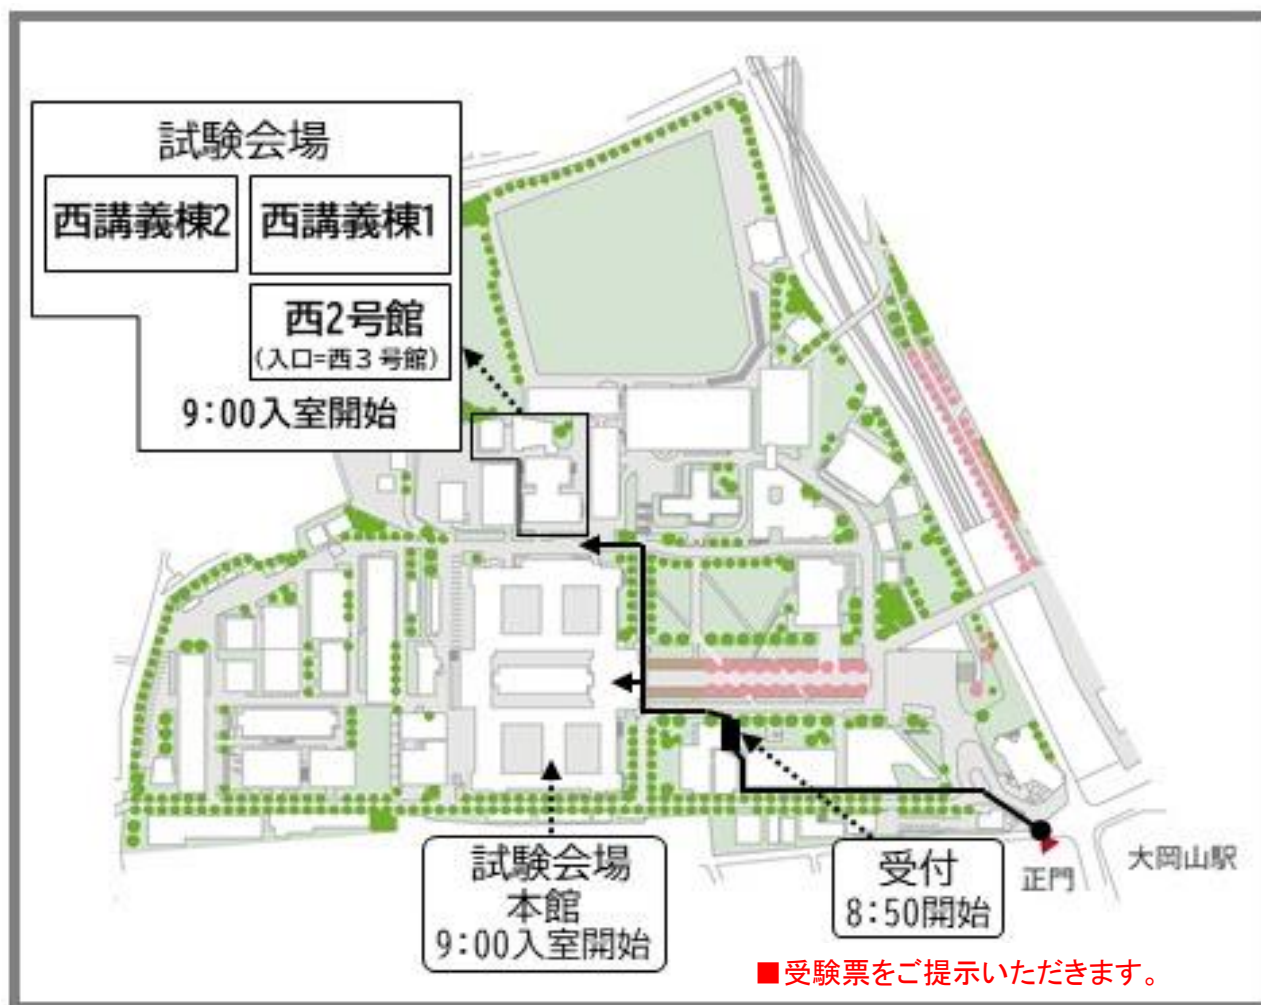 試験会場
西講義棟2
西講義棟1
西2号館
(入口=西3号館)
9:00入室開始
試験会場
本館
9:00入室開始
受付
8:50開始
正門
大岡山駅
■受験票をご提示いただきます。